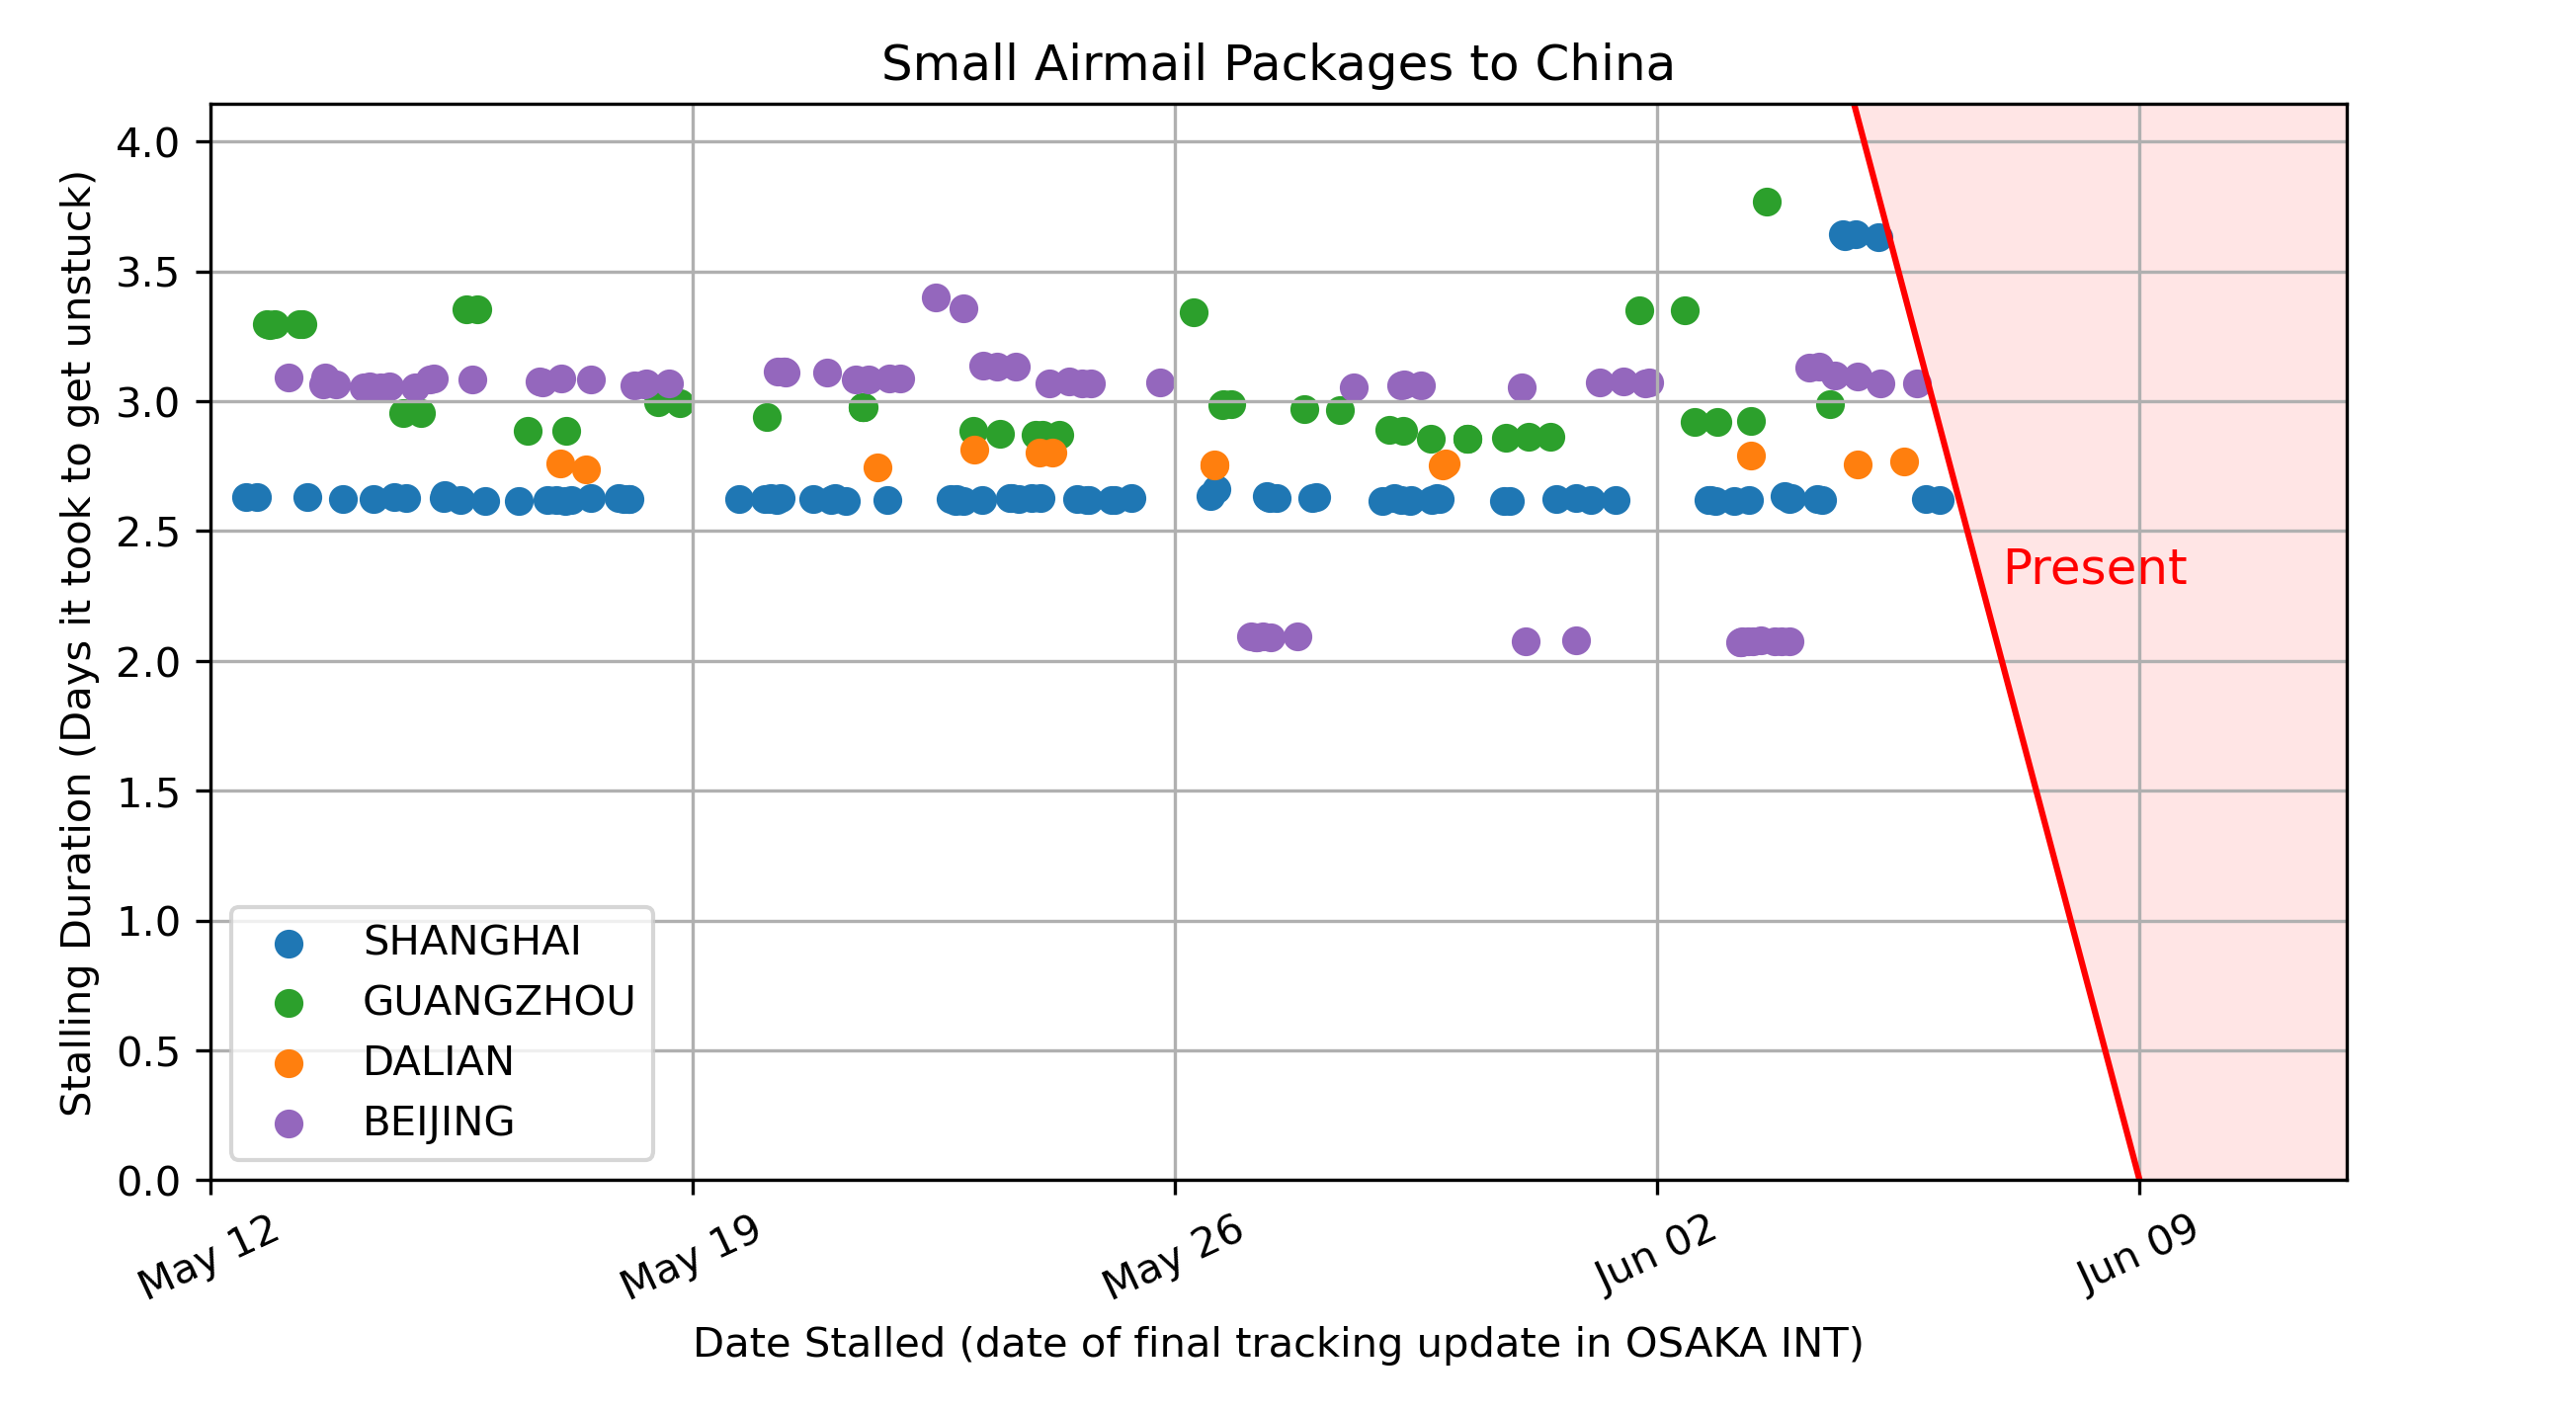 Small Airmail Packages to China
Stalling Duration (Days it took to get unstuck)
4.0
3.5
3.0
2.5
2.0
1.5
1.0
0.5
0.0
Present
SHANGHAI
GUANGZHOU
DALIAN
BEIJING
May 12
May 19
May 26
Jun 02
Jun 09
Date Stalled (date of final tracking update in OSAKA INT)